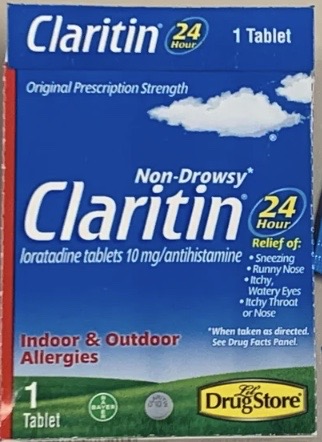 Claritin® 24 Hour 1 Tablet
Original Prescription Strength
®
Non-Drowsy*
Claritin® 24 Hour
loratadine tablets 10 mg/antihistamine
Relief of:
• Sneezing
• Runny Nose
• Itchy,
Watery Eyes
• Itchy Throat
or Nose
*When taken as directed.
See Drug Facts Panel.
Indoor & Outdoor
Allergies
1
Tablet
BAYER
Lil'
DrugStore®